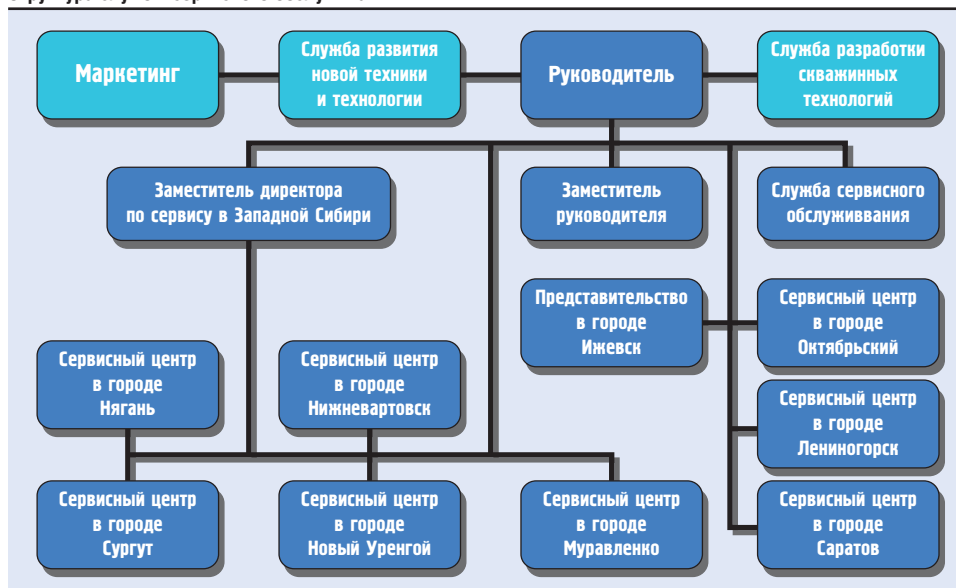 Маркетинг
Служба развития
новой техники
и технологии
Руководитель
Служба разработки
скважинных
технологий
Заместитель директора
по сервису в Западной Сибири
Заместитель
руководителя
Служба сервисного
обслуживвания
Представительство
в городе
Ижевск
Сервисный центр
в городе
Октябрьский
Сервисный центр
в городе
Нягань
Сервисный центр
в городе
Нижневартовск
Сервисный центр
в городе
Лениногорск
Сервисный центр
в городе
Сургут
Сервисный центр
в городе
Новый Уренгой
Сервисный центр
в городе
Муравленко
Сервисный центр
в городе
Саратов